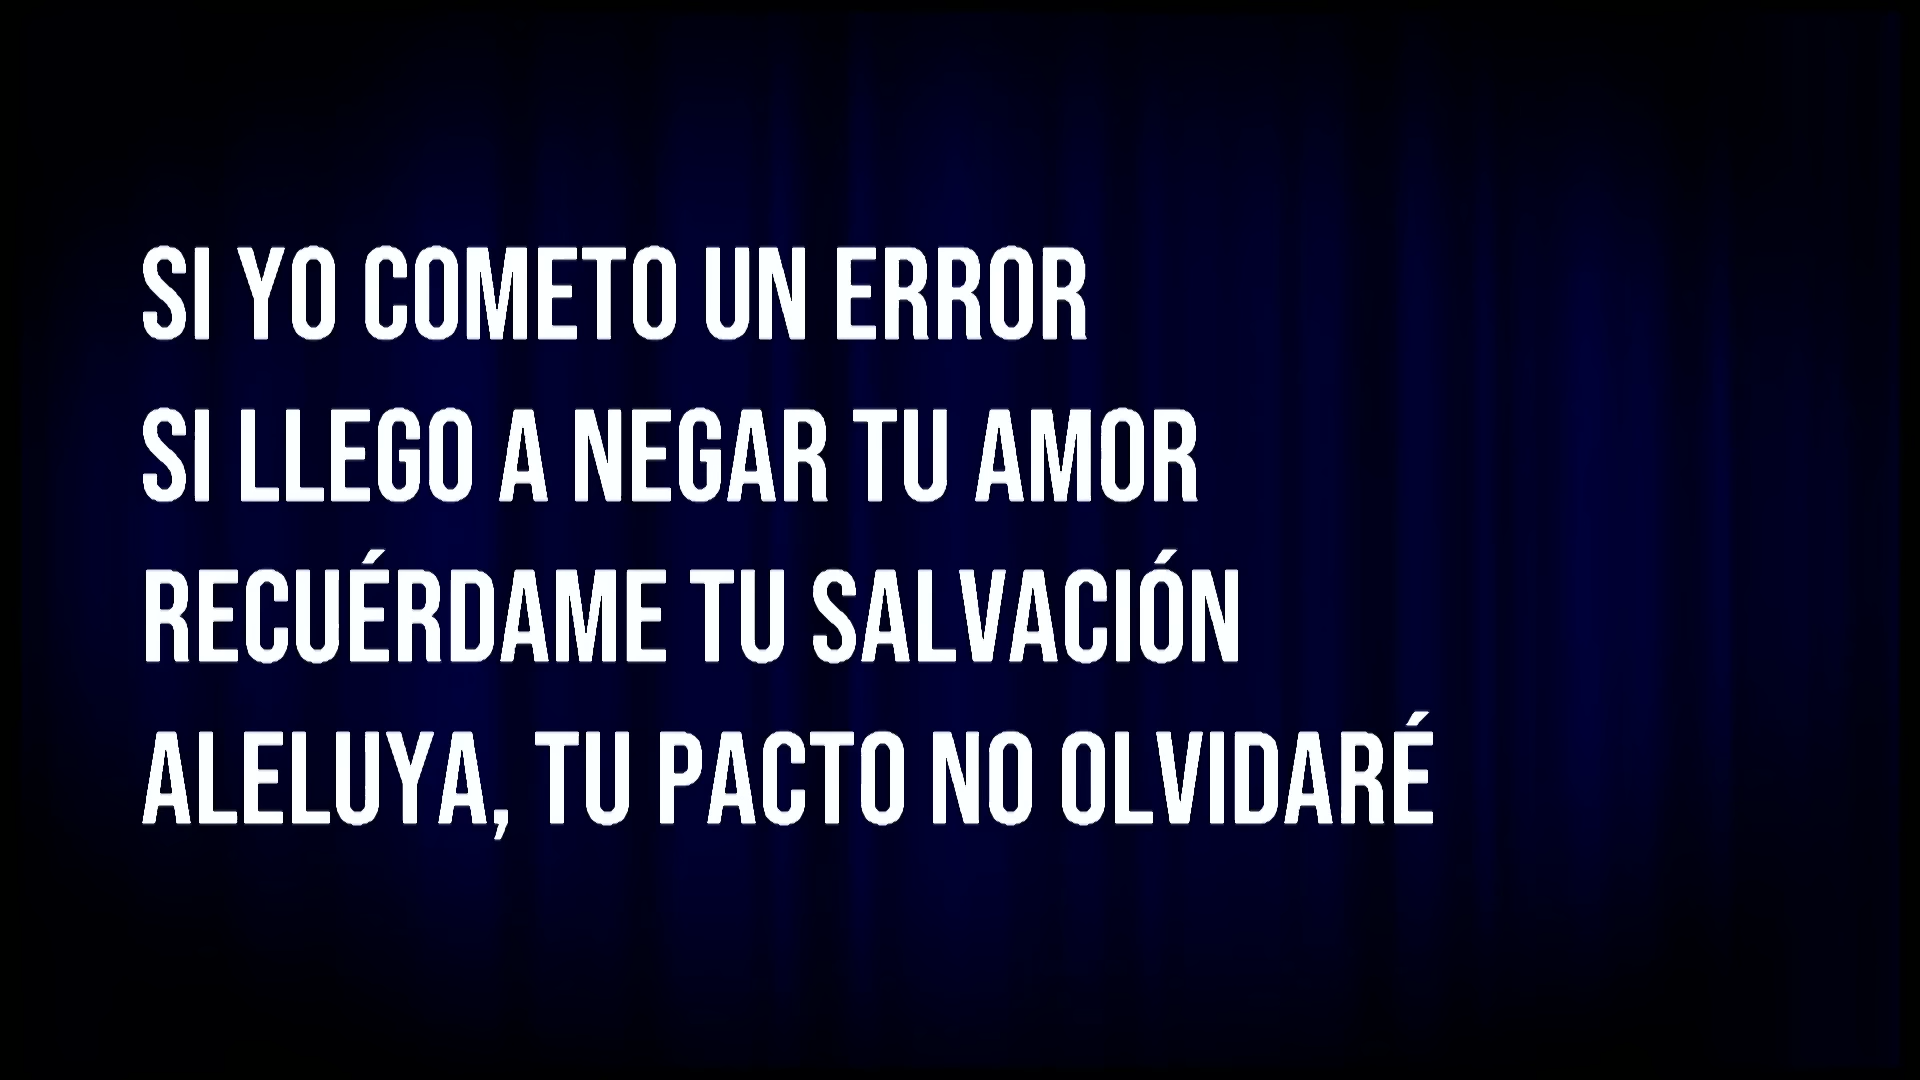 SI YO COMETO UN ERROR
SI LLEGO A NEGAR TU AMOR
RECUÉRDAME TU SALVACIÓN
ALELUYA, TU PACTO NO OLVIDARÉ